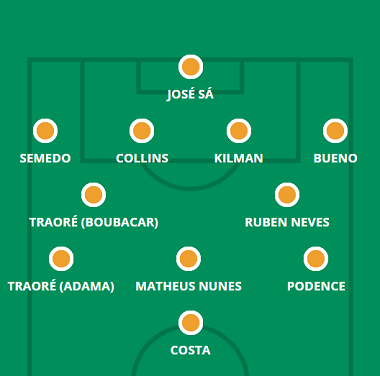 JOSÉ SÁ
SEMEDO COLLINS KILMAN BUENO
TRAORÉ (BOUBACAR) RUBEN NEVES
TRAORÉ (ADAMA) MATHEUS NUNES PODENCE
COSTA